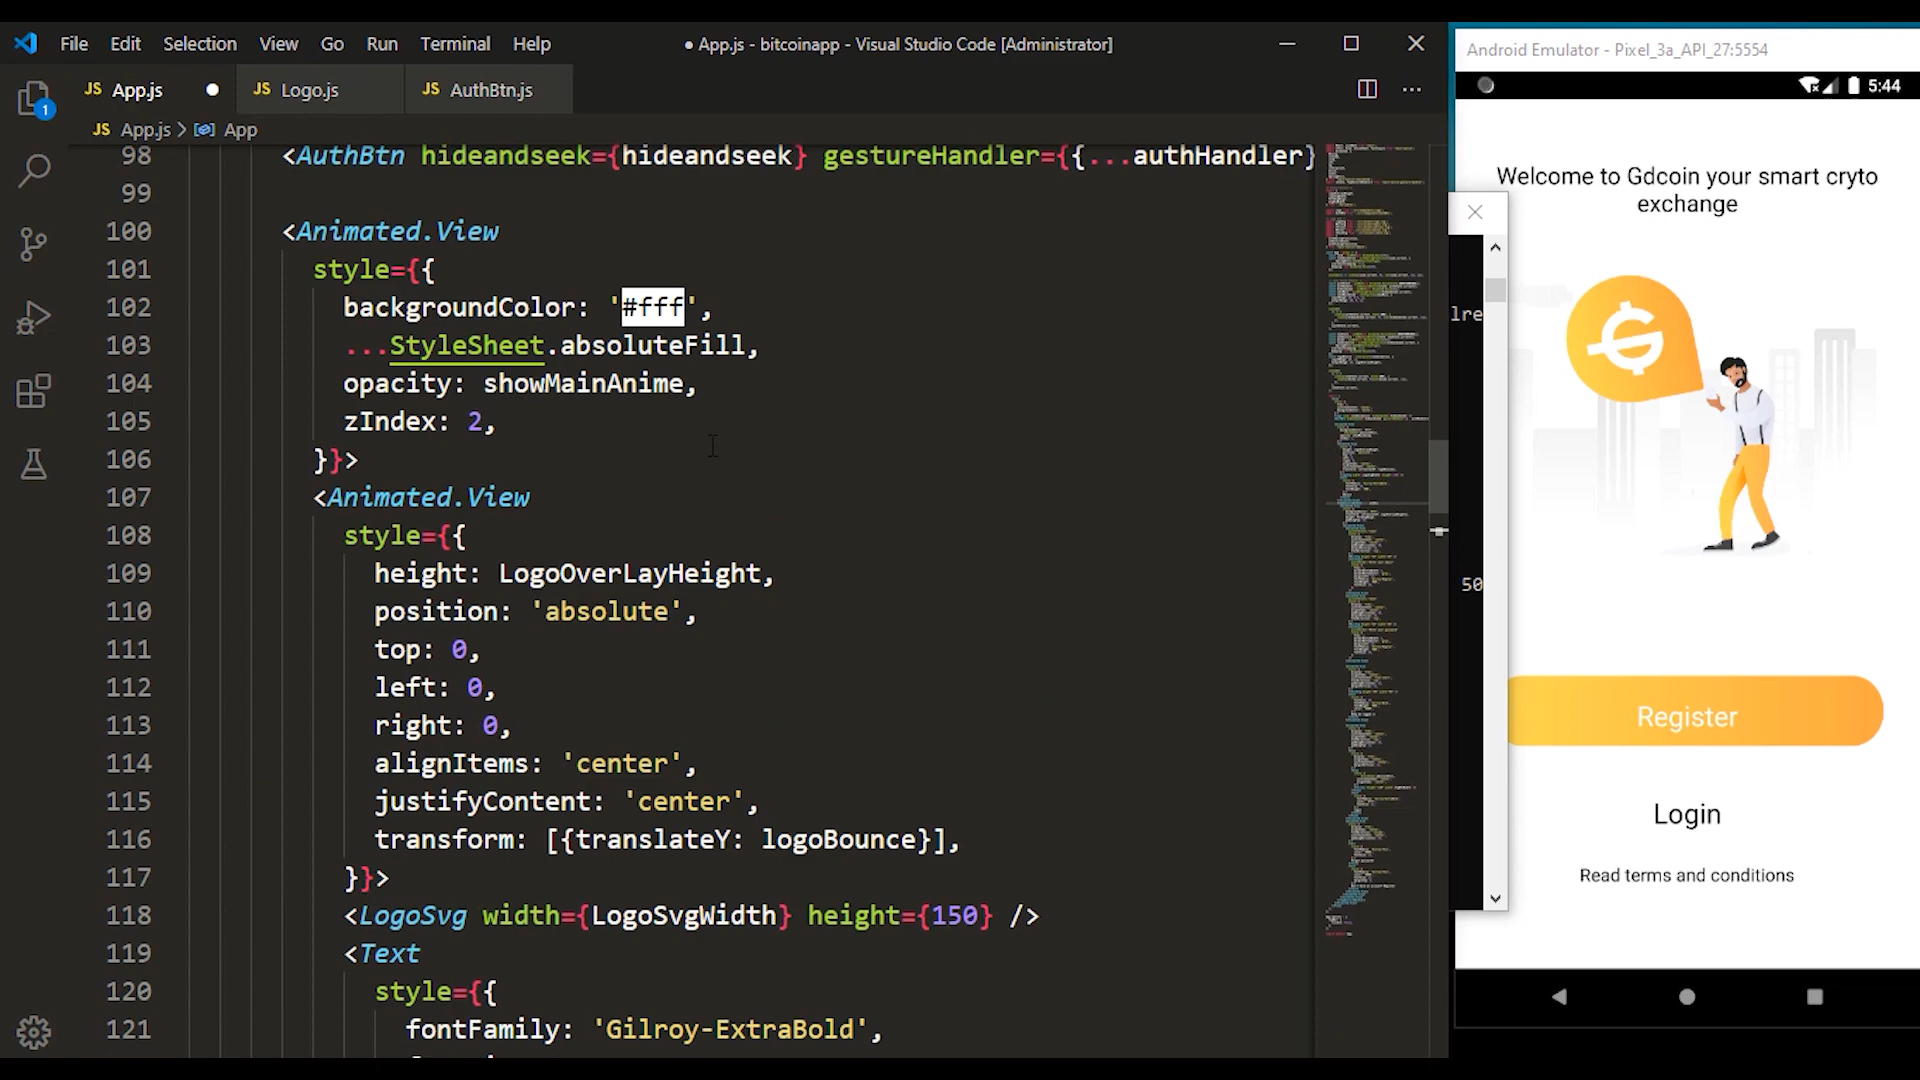 File Edit Selection View Go Run Terminal Help
● App.js - bitcoinapp - Visual Studio Code [Administrator]
JS App.js ●
JS Logo.js
JS AuthBtn.js
1
JS App.js > App
98 <AuthBtn hideandseek={hideandseek} gestureHandler={{...authHandler}
99
100 <Animated.View
101 style={{
102 backgroundColor: '#fff',
103 ...StyleSheet.absoluteFill,
104 opacity: showMainAnime,
105 zIndex: 2,
106 }}>
107 <Animated.View
108 style={{
109 height: LogoOverLayHeight,
110 position: 'absolute',
111 top: 0,
112 left: 0,
113 right: 0,
114 alignItems: 'center',
115 justifyContent: 'center',
116 transform: [{translateY: logoBounce}],
117 }}>
118 <LogoSvg width={LogoSvgWidth} height={150} />
119 <Text
120 style={{
121 fontFamily: 'Gilroy-ExtraBold',
lre
50
Android Emulator - Pixel_3a_API_27:5554
5:44
Welcome to Gdcoin your smart cryto
exchange
Register
Login
Read terms and conditions